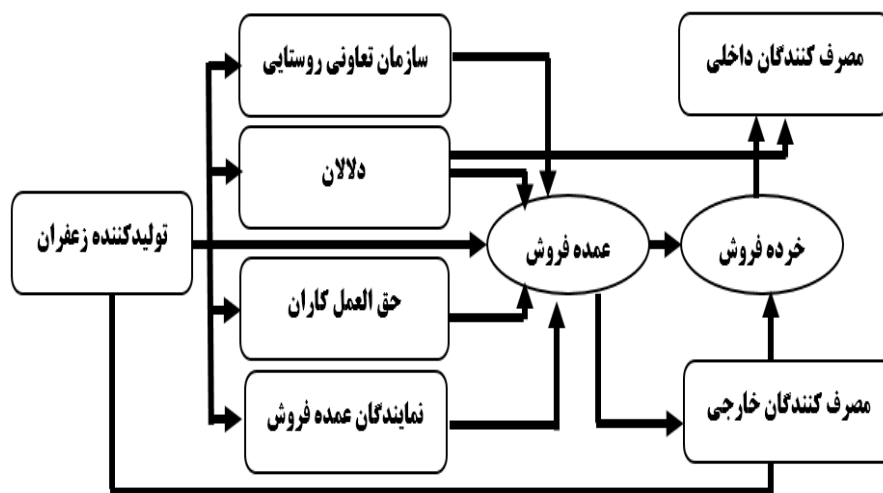 سازمان تعاونی روستایی
مصرف کنندگان داخلی
دلالان
تولیدکننده زعفران
عمده فروش
خرده فروش
حق العمل کاران
نمایندگان عمده فروش
مصرف کنندگان خارجی